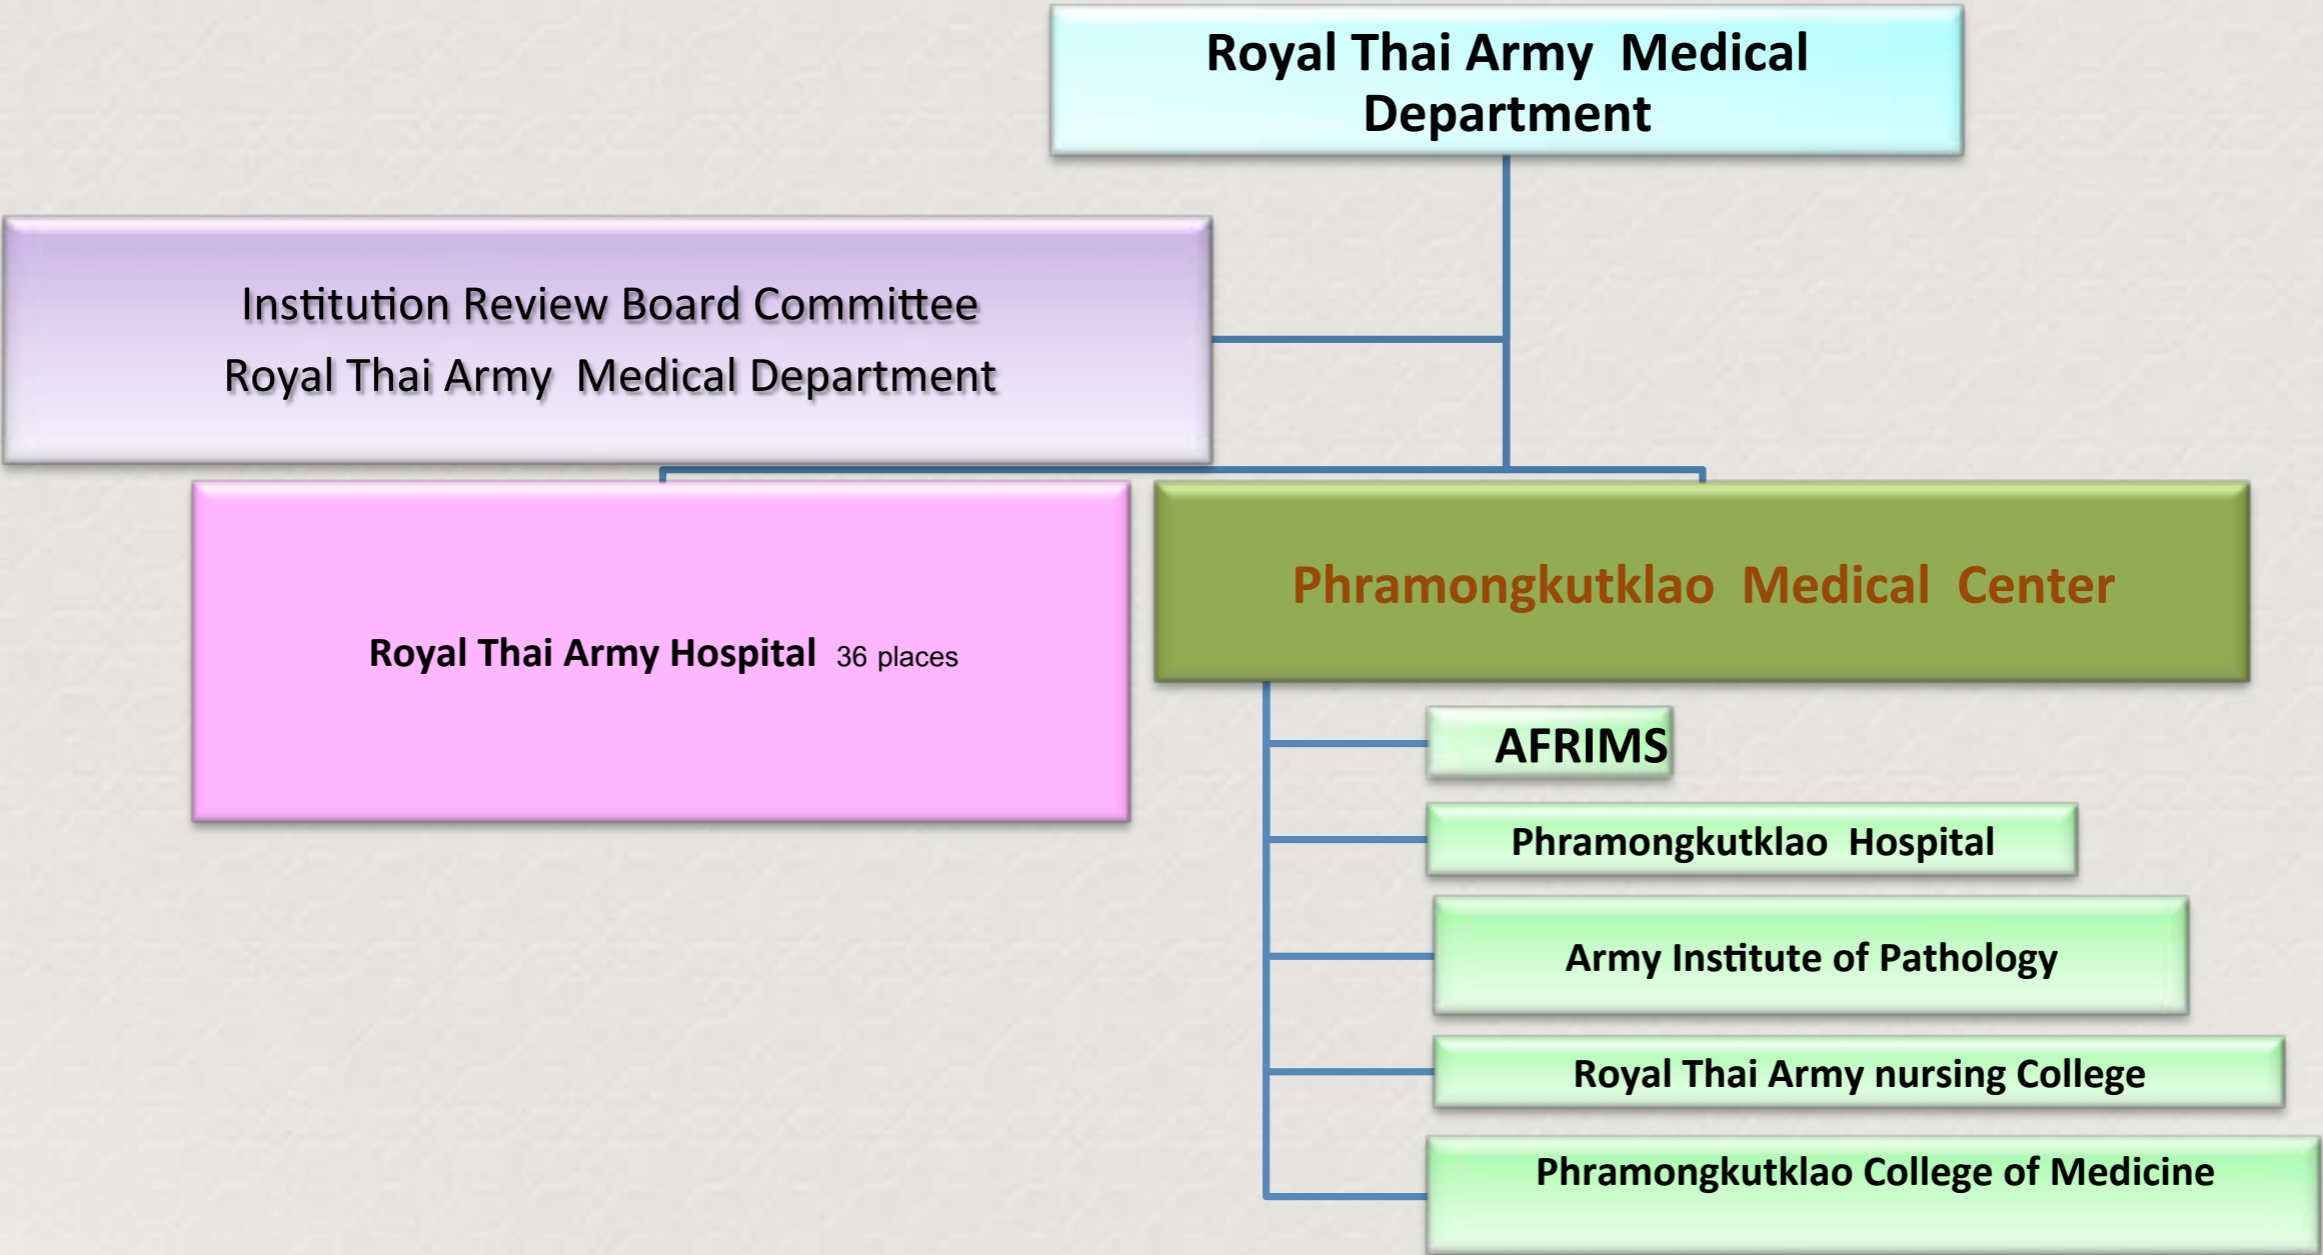 Royal Thai Army  Medical
Department
Institution Review Board Committee
Royal Thai Army  Medical Department
Royal Thai Army Hospital  36 places
Phramongkutklao  Medical  Center
AFRIMS
Phramongkutklao  Hospital
Army Institute of Pathology
Royal Thai Army nursing College
Phramongkutklao College of Medicine